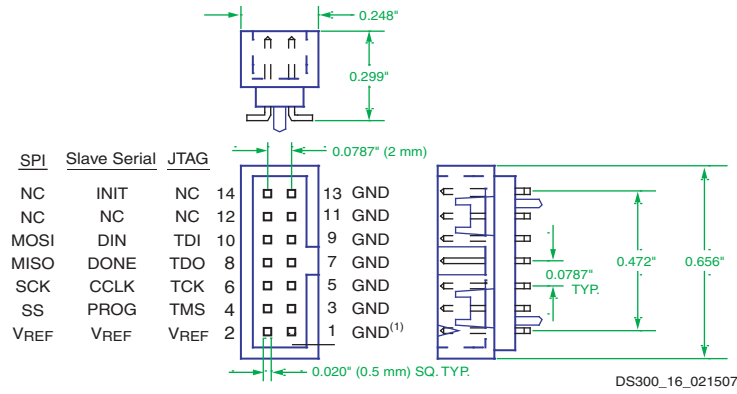 0.248"
0.299"
0.0787" (2 mm)
SPI Slave Serial JTAG
NC INIT NC 14 13 GND
NC NC NC 12 11 GND
MOSI DIN TDI 10 9 GND
MISO DONE TDO 8 7 GND
SCK CCLK TCK 6 5 GND
SS PROG TMS 4 3 GND
VREF VREF VREF 2 1 GND(1)
0.0787"
TYP.
0.472"
0.656"
0.020" (0.5 mm) SQ. TYP.
DS300_16_021507